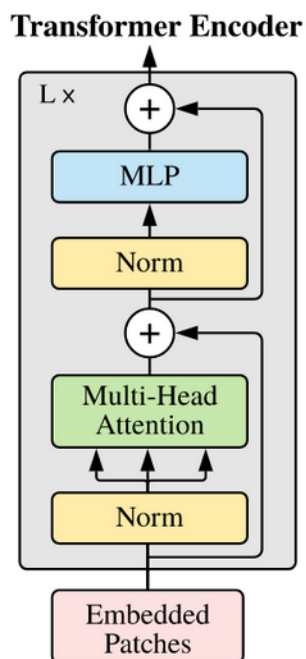 Transformer Encoder
L ×
+
MLP
Norm
+
Multi-Head
Attention
Norm
Embedded
Patches